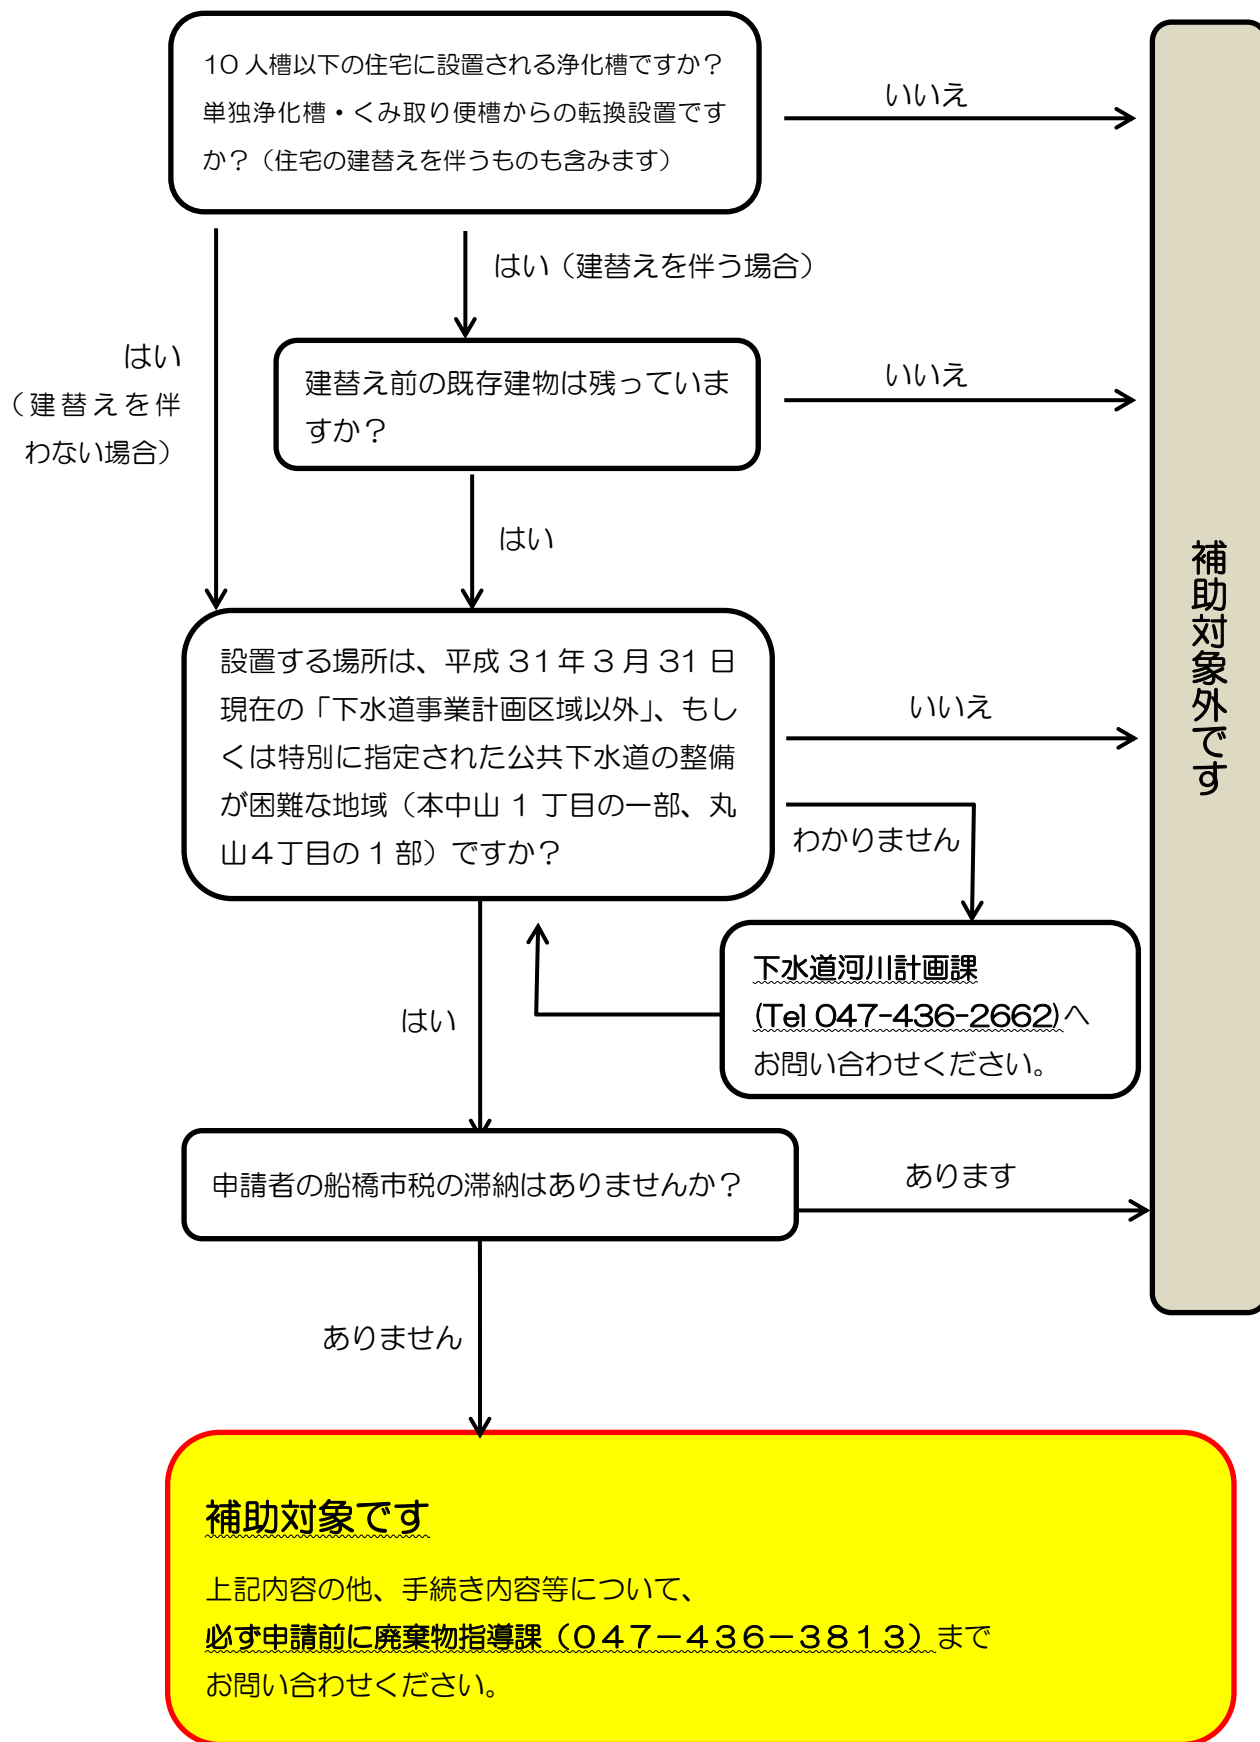 10人槽以下の住宅に設置される浄化槽ですか？
単独浄化槽・くみ取り便槽からの転換設置です
か？（住宅の建替えを伴うものも含みます）
いいえ
はい（建替えを伴う場合）
はい
（建替えを伴
わない場合）
建替え前の既存建物は残っていま
すか？
いいえ
はい
設置する場所は、平成31年3月31日
現在の「下水道事業計画区域以外」、もし
くは特別に指定された公共下水道の整備
が困難な地域（本中山1丁目の一部、丸
山4丁目の1部）ですか？
いいえ
わかりません
下水道河川計画課
(Tel 047-436-2662)へ
お問い合わせください。
はい
申請者の船橋市税の滞納はありませんか？
あります
ありません
補助対象外です
補助対象です
上記内容の他、手続き内容等について、
必ず申請前に廃棄物指導課（０４７－４３６－３８１３）まで
お問い合わせください。